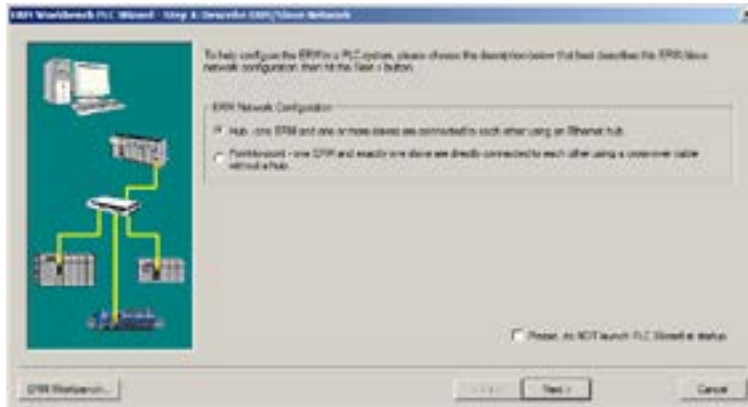 ERM Workbench PLC Wizard - Step 1: Describe ERM/Slave Network
To help configure the ERM in a PLC system, please choose the description below that best describes the ERM/Slave
network configuration then hit the Next > button.
ERM Network Configuration
Hub - one ERM and one or more slaves are connected to each other using an Ethernet hub.
Point-to-point - one ERM and exactly one slave are directly connected to each other using a cross-over cable
without a hub.
Please, do NOT launch PLC Wizard at startup
ERM Workbench...
Next >
Cancel